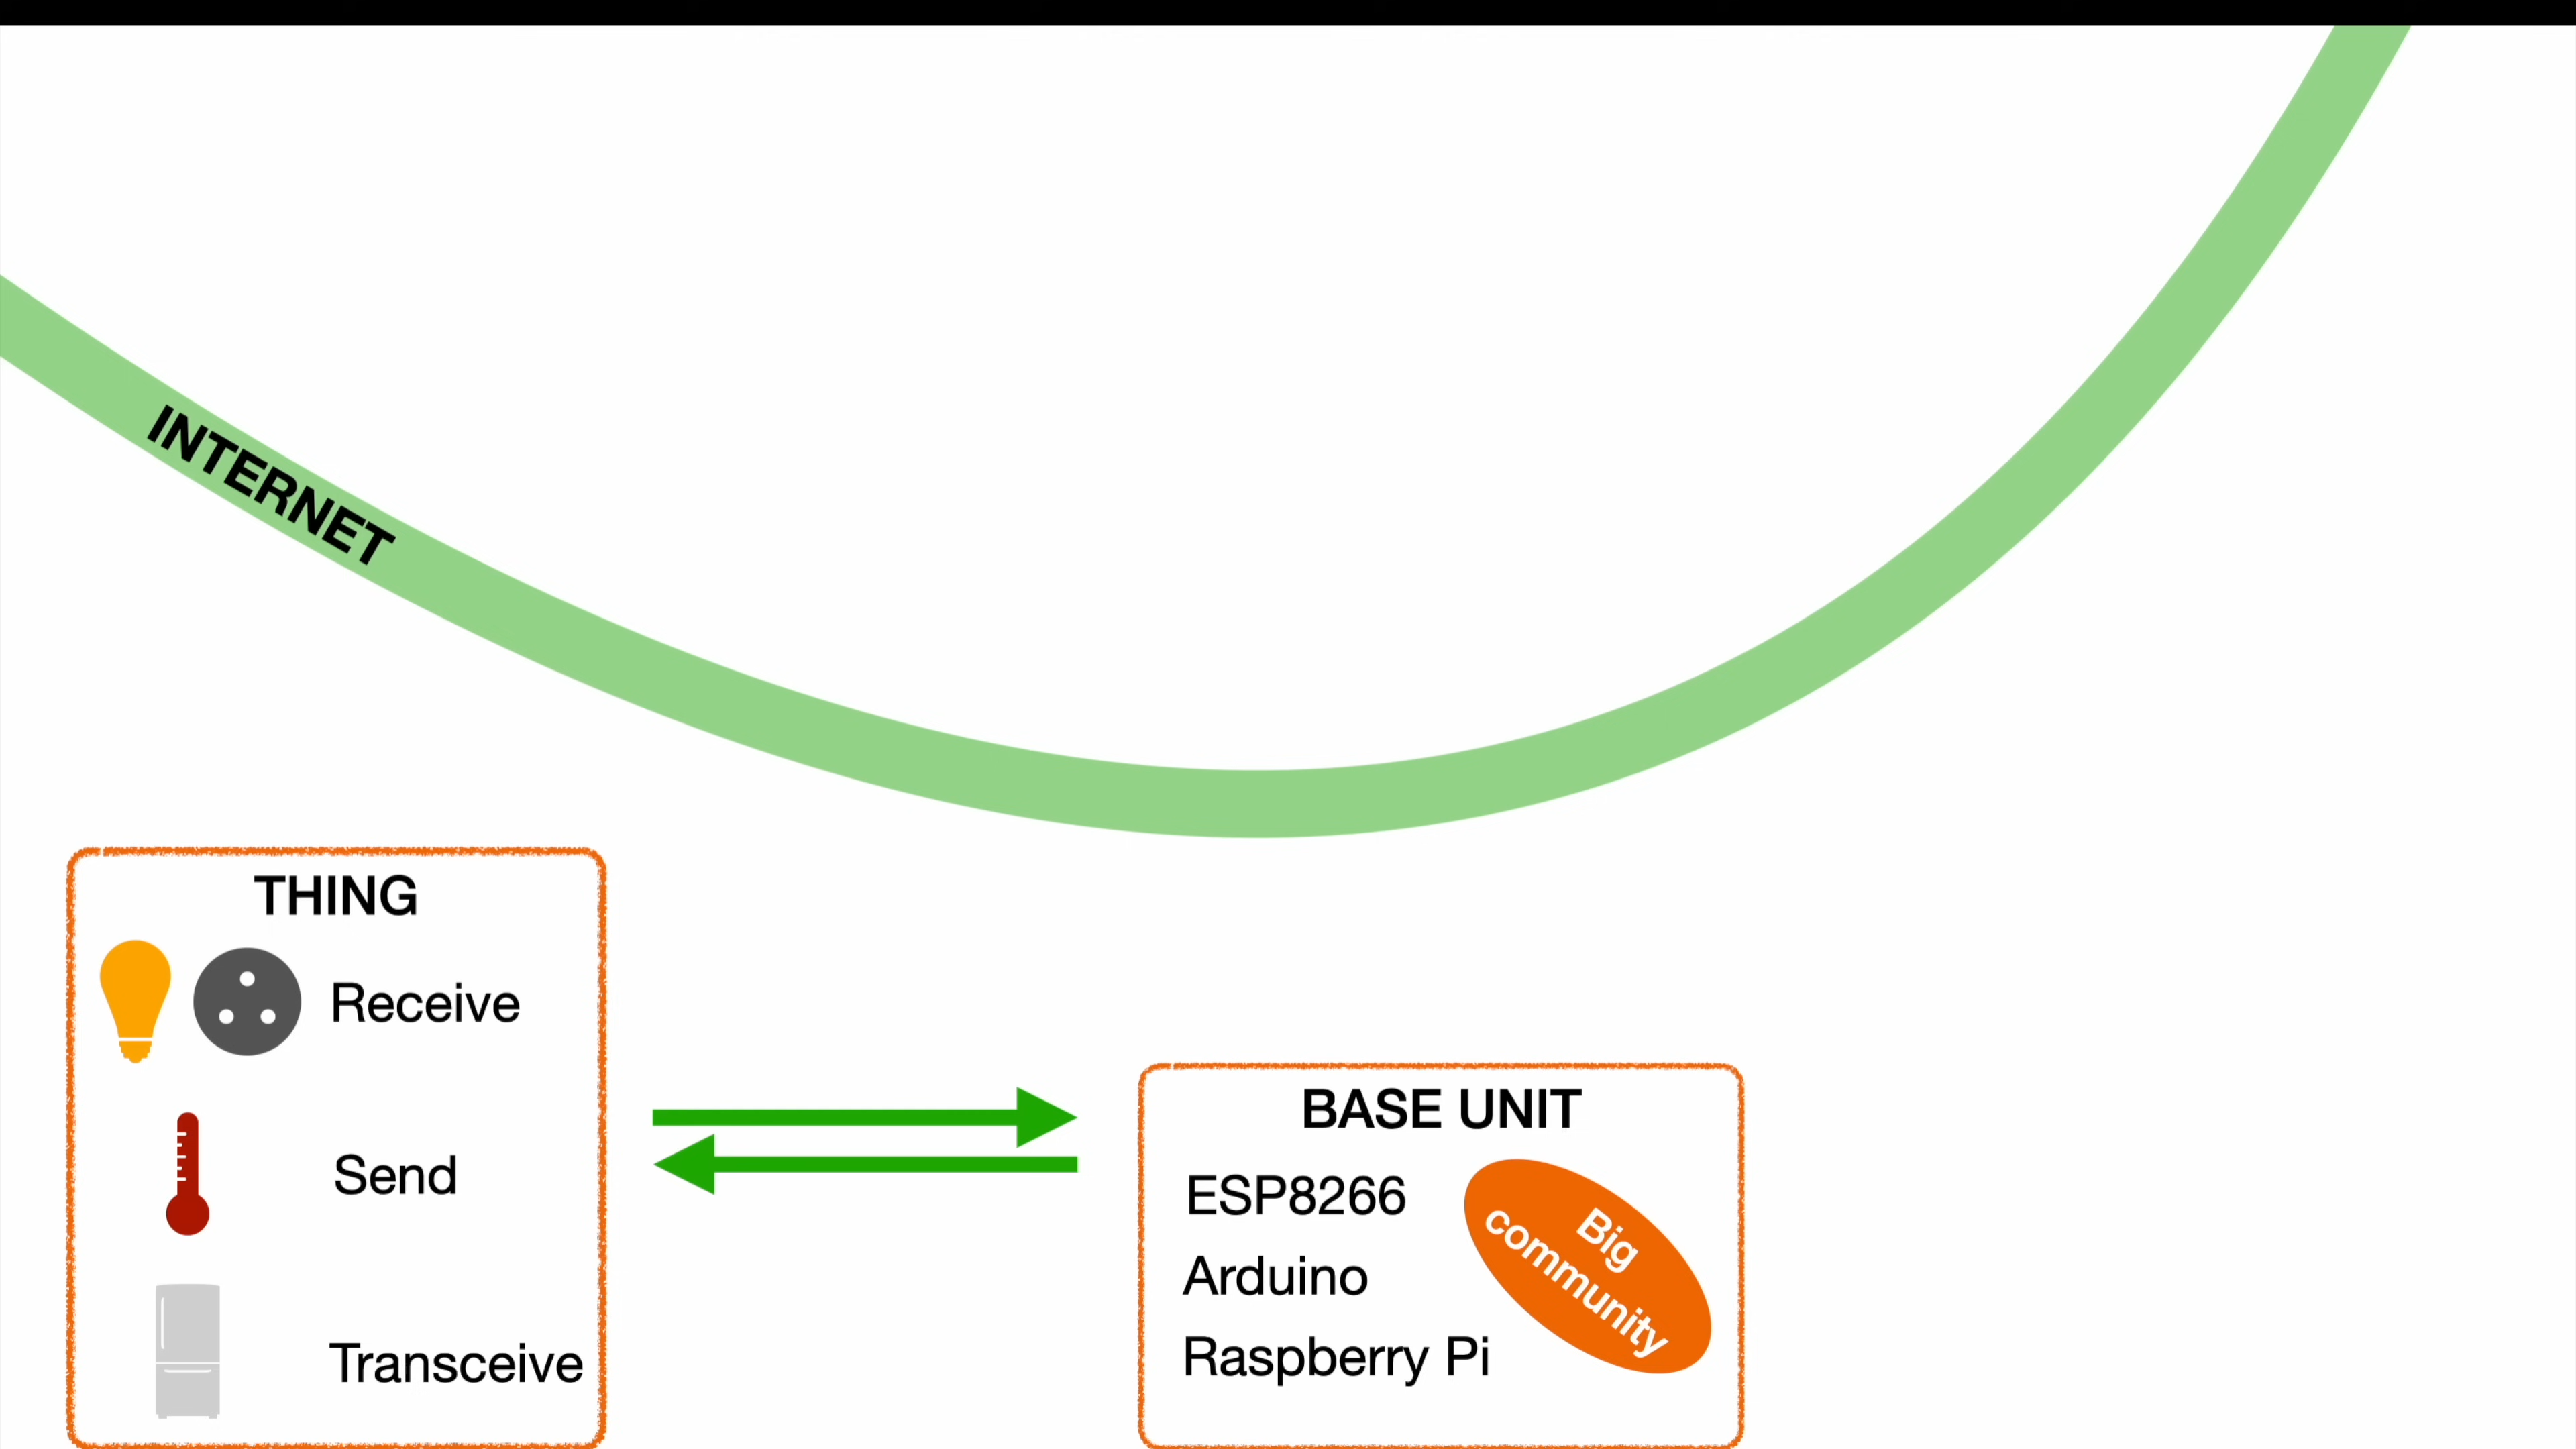 INTERNET
THING
Receive
Send
Transceive
BASE UNIT
ESP8266
Arduino
Raspberry Pi
Big
community